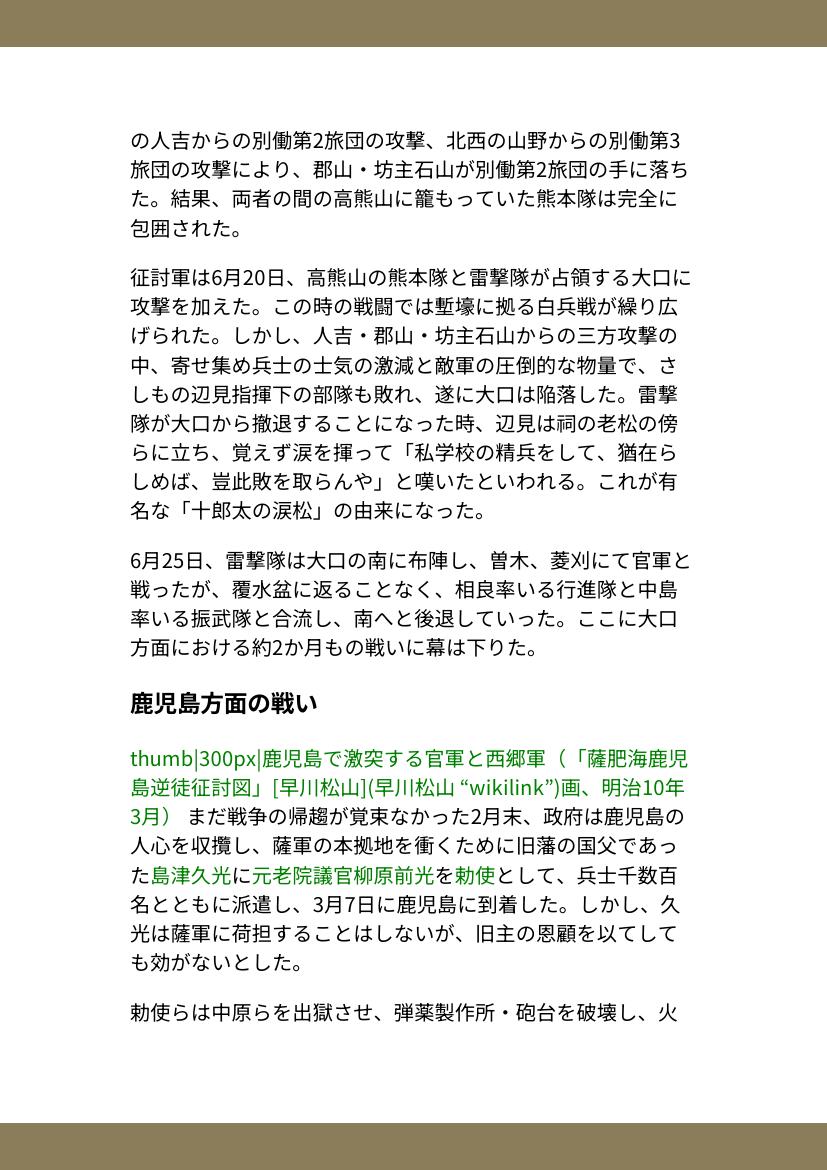 の人吉からの別働第2旅団の攻撃、北西の山野からの別働第3
旅団の攻撃により、郡山・坊主石山が別働第2旅団の手に落ち
た。結果、両者の間の高熊山に籠もっていた熊本隊は完全に
包囲された。
征討軍は6月20日、高熊山の熊本隊と雷撃隊が占領する大口に
攻撃を加えた。この時の戦闘では塹壕に拠る白兵戦が繰り広
げられた。しかし、人吉・郡山・坊主石山からの三方攻撃の
中、寄せ集め兵士の士気の激減と敵軍の圧倒的な物量で、さ
しもの辺見指揮下の部隊も敗れ、遂に大口は陥落した。雷撃
隊が大口から撤退することになった時、辺見は祠の老松の傍
らに立ち、覚えず涙を揮って「私学校の精兵をして、猶在ら
しめば、豈此敗を取らんや」と嘆いたといわれる。これが有
名な「十郎太の涙松」の由来になった。
6月25日、雷撃隊は大口の南に布陣し、曽木、菱刈にて官軍と
戦ったが、覆水盆に返ることなく、相良率いる行進隊と中島
率いる振武隊と合流し、南へと後退していった。ここに大口
方面における約2か月もの戦いに幕は下りた。
鹿児島方面の戦い
thumb|300px|鹿児島で激突する官軍と西郷軍（「薩肥海鹿児
島逆徒征討図」[早川松山](早川松山 “wikilink”)画、明治10年
3月） まだ戦争の帰趨が覚束なかった2月末、政府は鹿児島の
人心を収攬し、薩軍の本拠地を衝くために旧藩の国父であっ
た島津久光に元老院議官柳原前光を勅使として、兵士千数百
名とともに派遣し、3月7日に鹿児島に到着した。しかし、久
光は薩軍に荷担することはしないが、旧主の恩顧を以てして
も効がないとした。
勅使らは中原らを出獄させ、弾薬製作所・砲台を破壊し、火